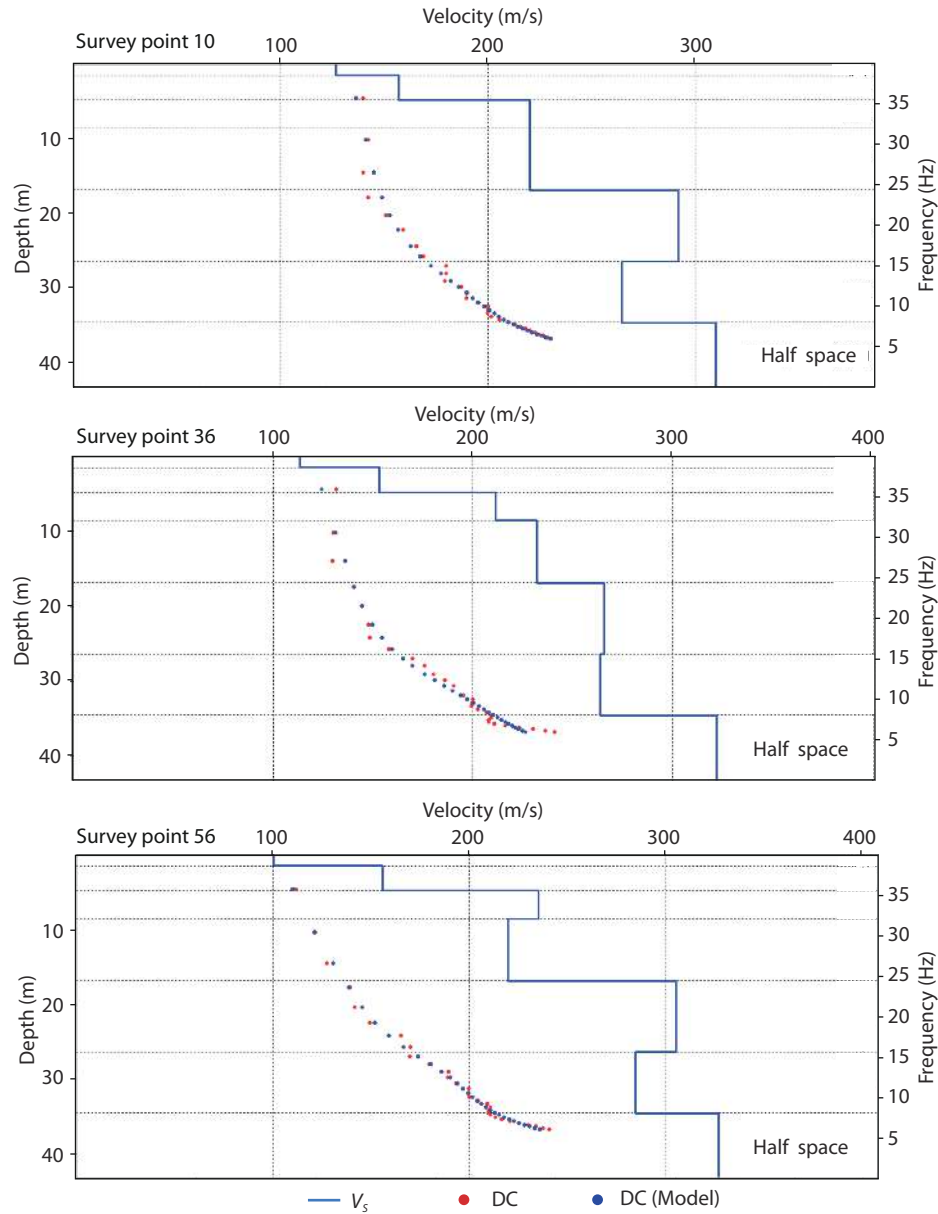 Velocity (m/s)
Survey point 10
100 200 300
10
20
30
40
Depth (m)
35
30
25
20
15
10
5
Frequency (Hz)
Half space
Velocity (m/s)
Survey point 36
100 200 300 400
10
20
30
40
Depth (m)
35
30
25
20
15
10
5
Frequency (Hz)
Half space
Velocity (m/s)
Survey point 56
100 200 300 400
10
20
30
40
Depth (m)
35
30
25
20
15
10
5
Frequency (Hz)
Half space
Vs DC DC (Model)